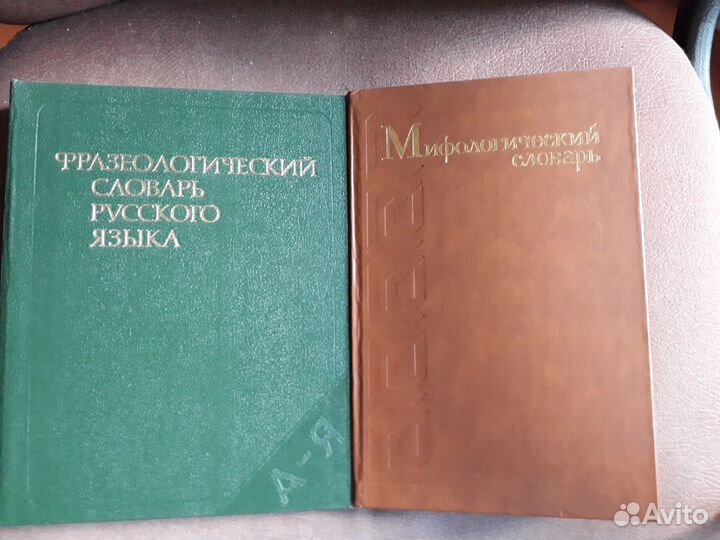 ФРАЗЕОЛОГИЧЕСКИЙ
СЛОВАРЬ
РУССКОГО
ЯЗЫКА
А-Я
Мифологический
словарь
Avito